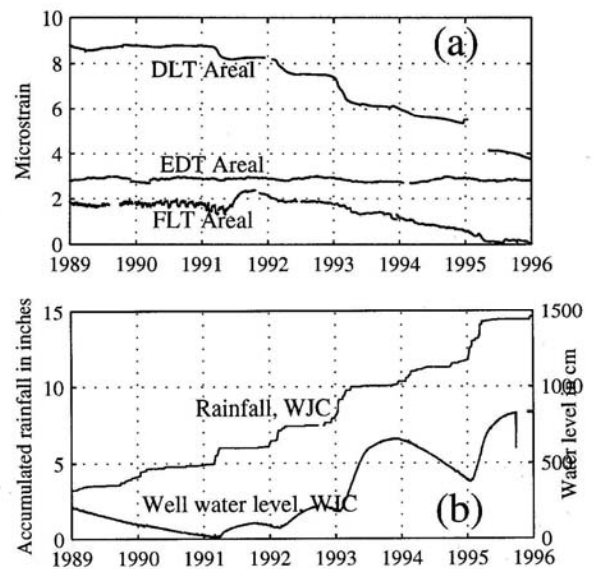 10
(a)
8
DLT Areal
6
Microstrain
4
EDT Areal
2
FLT Areal
0
1989 1990 1991 1992 1993 1994 1995 1996
15 1500
Accumulated rainfall in inches
Water level in cm
10 1000
Rainfall, WJC
5 500
Well water level, WJC
(b)
0 0
1989 1990 1991 1992 1993 1994 1995 1996